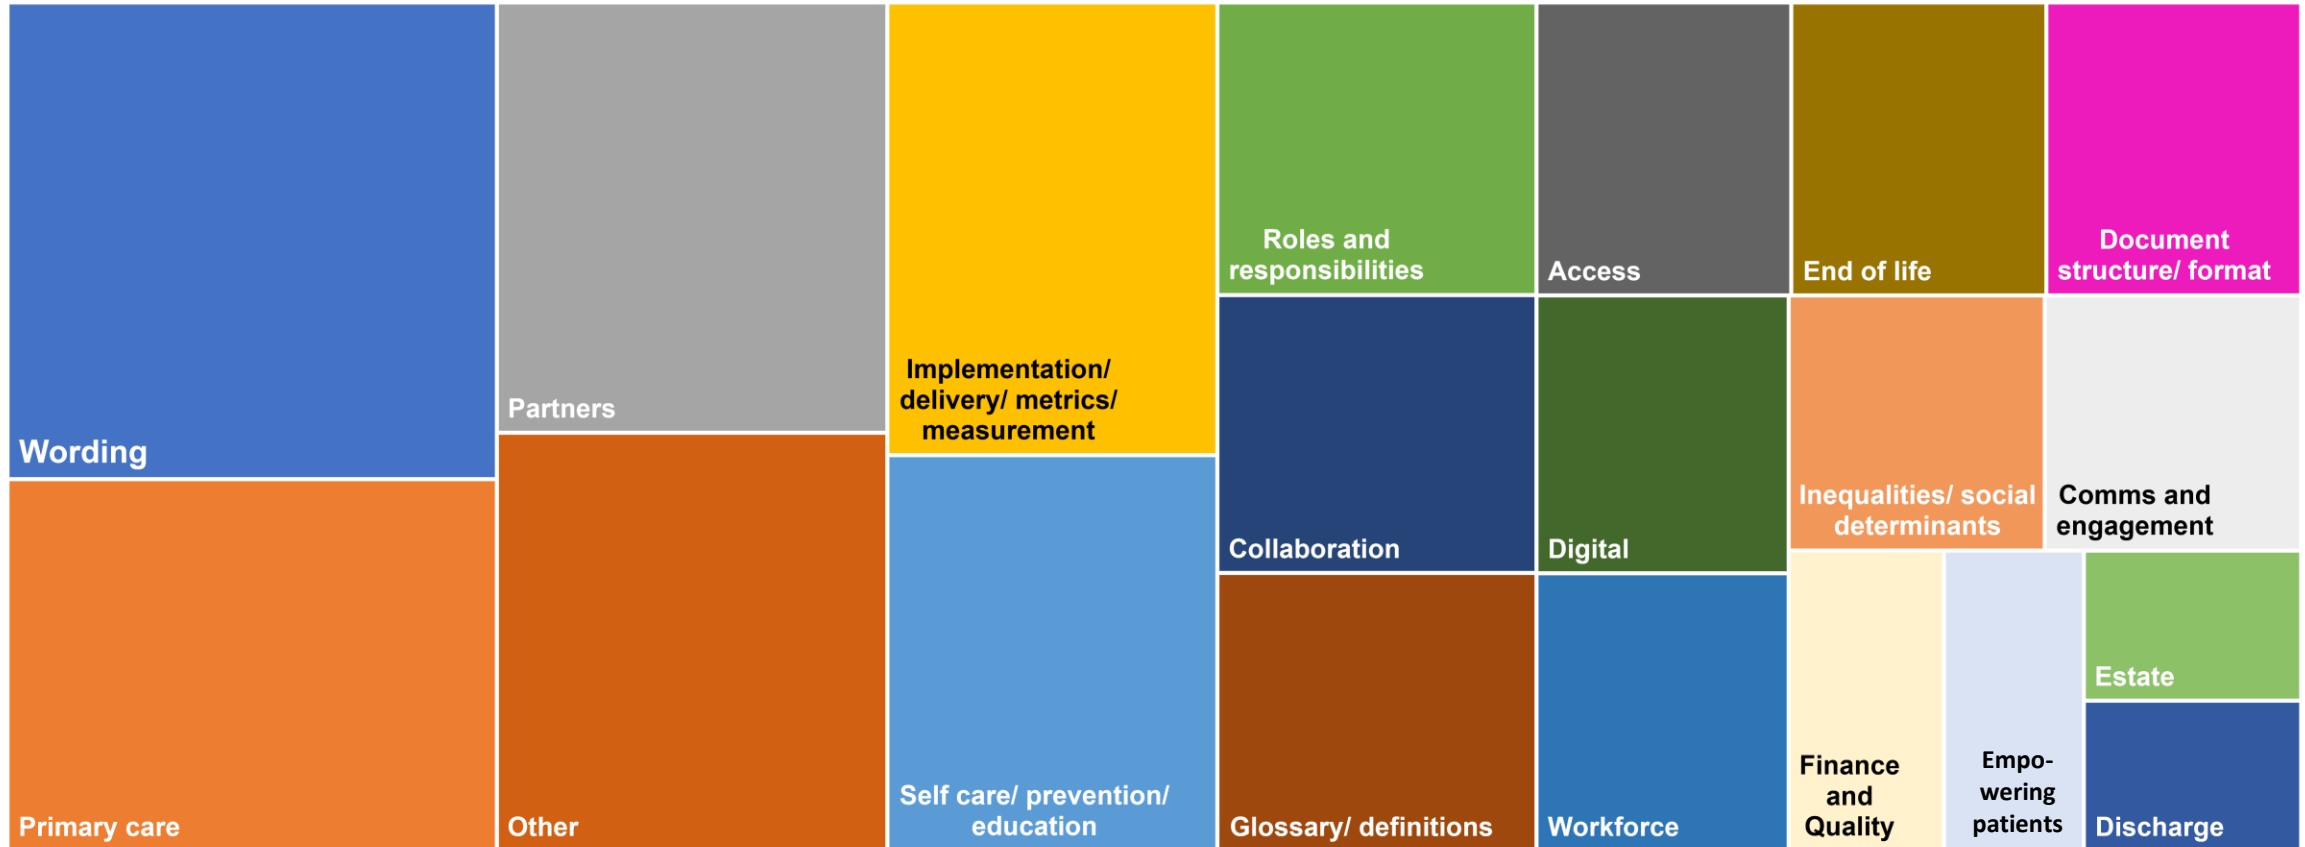 Wording
Primary care
Partners
Other
Implementation/
delivery/ metrics/
measurement
Self care/ prevention/
education
Roles and
responsibilities
Collaboration
Glossary/ definitions
Access
Digital
Workforce
End of life
Document
structure/ format
Inequalities/ social
determinants
Comms and
engagement
Finance
and
Quality
Empo-
wering
patients
Estate
Discharge